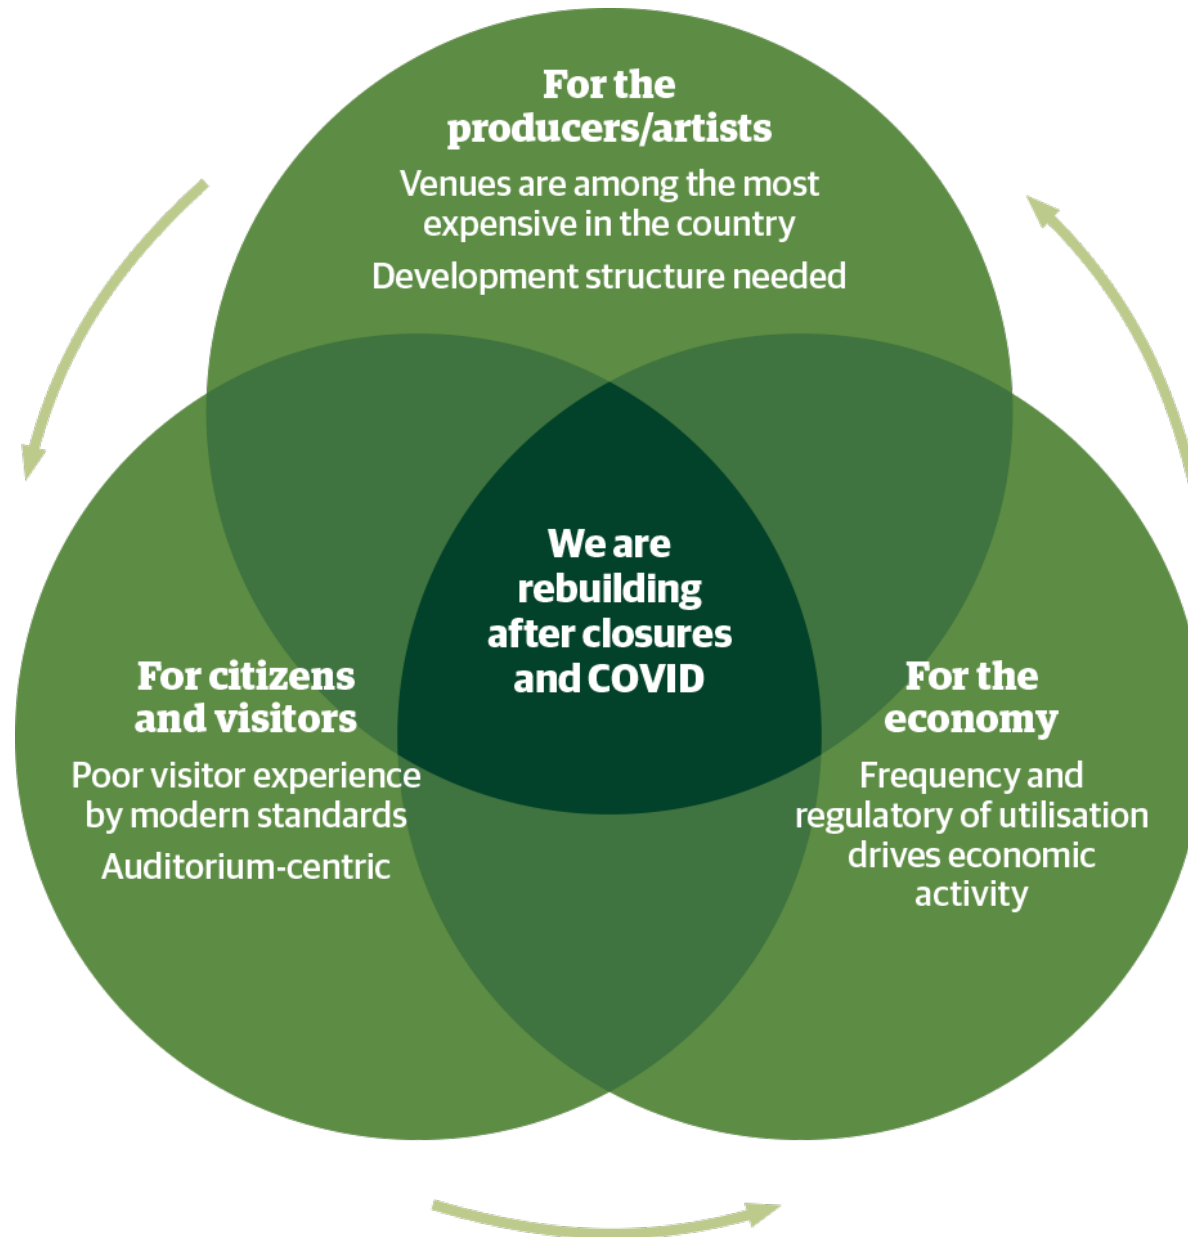 For the
producers/artists
Venues are among the most
expensive in the country
Development structure needed
We are
rebuilding
after closures
and COVID
For citizens
and visitors
Poor visitor experience
by modern standards
Auditorium-centric
For the
economy
Frequency and
regulatory of utilisation
drives economic
activity